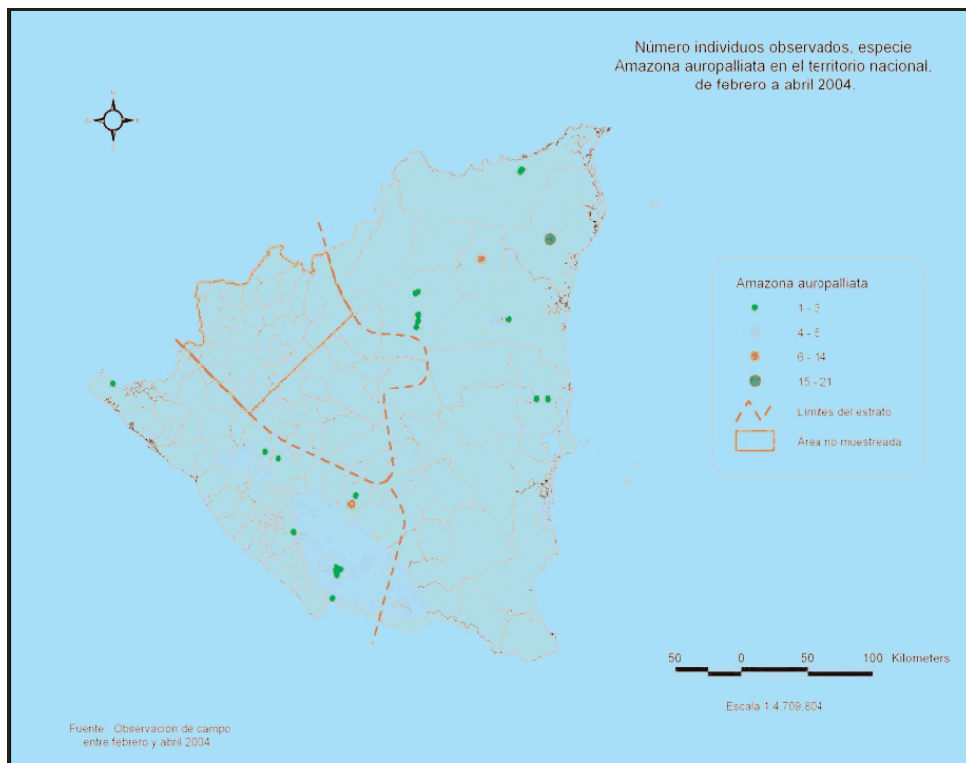 Número individuos observados, especie
Amazona auropalliata en el territorio nacional,
de febrero a abril 2004.
Amazona auropalliata
1 - 3
4 - 5
6 - 14
15 - 21
Límites del estrato
Área no muestreada
50 0 50 100 Kilometers
Escala 1:4.709.804
Fuente: Observación de campo
entre febrero y abril 2004